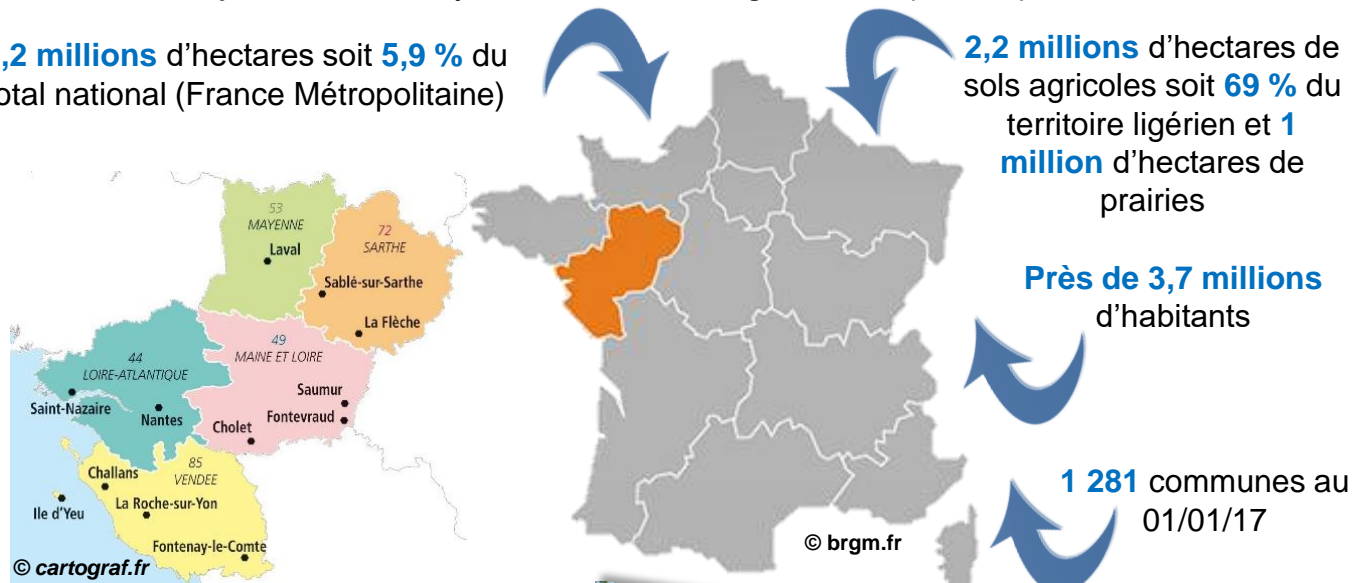 ,2 millions d’hectares soit 5,9 % du
otal national (France Métropolitaine)
2,2 millions d’hectares de
sols agricoles soit 69 % du
territoire ligérien et 1
million d’hectares de
prairies
Près de 3,7 millions
d’habitants
1 281 communes au
01/01/17
© brgm.fr
53
MAYENNE
Laval
72
SARTHE
Sablé-sur-Sarthe
La Flèche
49
MAINE ET LOIRE
Saumur
Fontevraud
Cholet
44
LOIRE-ATLANTIQUE
Saint-Nazaire
Nantes
85
VENDEE
Challans
La Roche-sur-Yon
Ile d'Yeu
Fontenay-le-Comte
© cartograf.fr